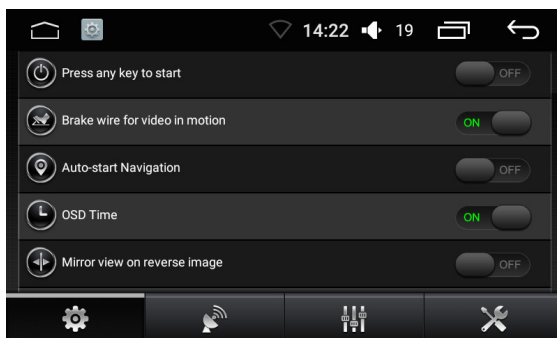 14:22 19
Press any key to start OFF
Brake wire for video in motion ON
Auto-start Navigation OFF
OSD Time ON
Mirror view on reverse image OFF